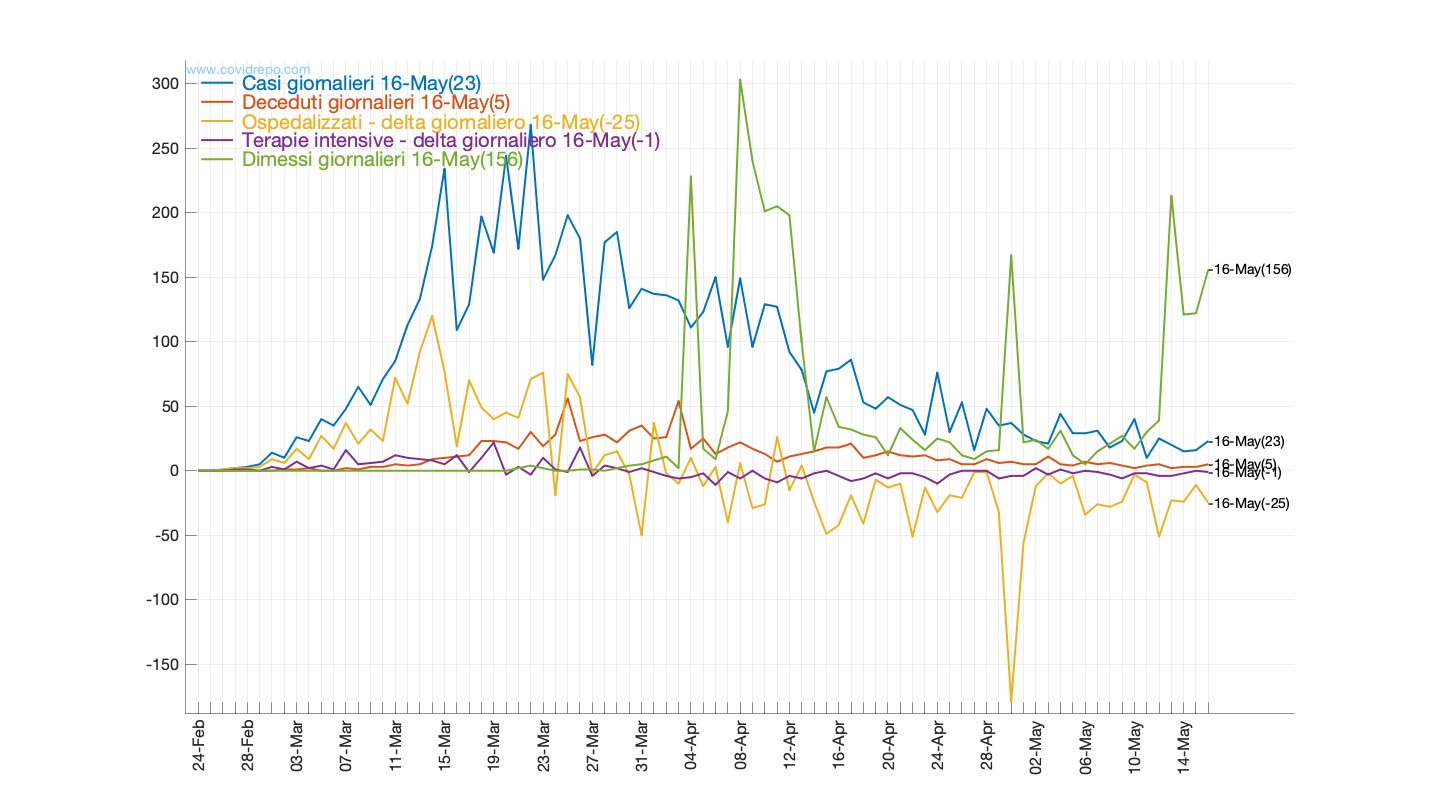 www.covidrepo.com
Casi giornalieri 16-May(23)
Deceduti giornalieri 16-May(5)
Ospedalizzati - delta giornaliero 16-May(-25)
Terapie intensive - delta giornaliero 16-May(-1)
Dimessi giornalieri 16-May(156)
300
250
200
150
100
50
0
-50
-100
-150
16-May(156)
16-May(23)
16-May(5)
16-May(-1)
16-May(-25)
24-Feb
28-Feb
03-Mar
07-Mar
11-Mar
15-Mar
19-Mar
23-Mar
27-Mar
31-Mar
04-Apr
08-Apr
12-Apr
16-Apr
20-Apr
24-Apr
28-Apr
02-May
06-May
10-May
14-May